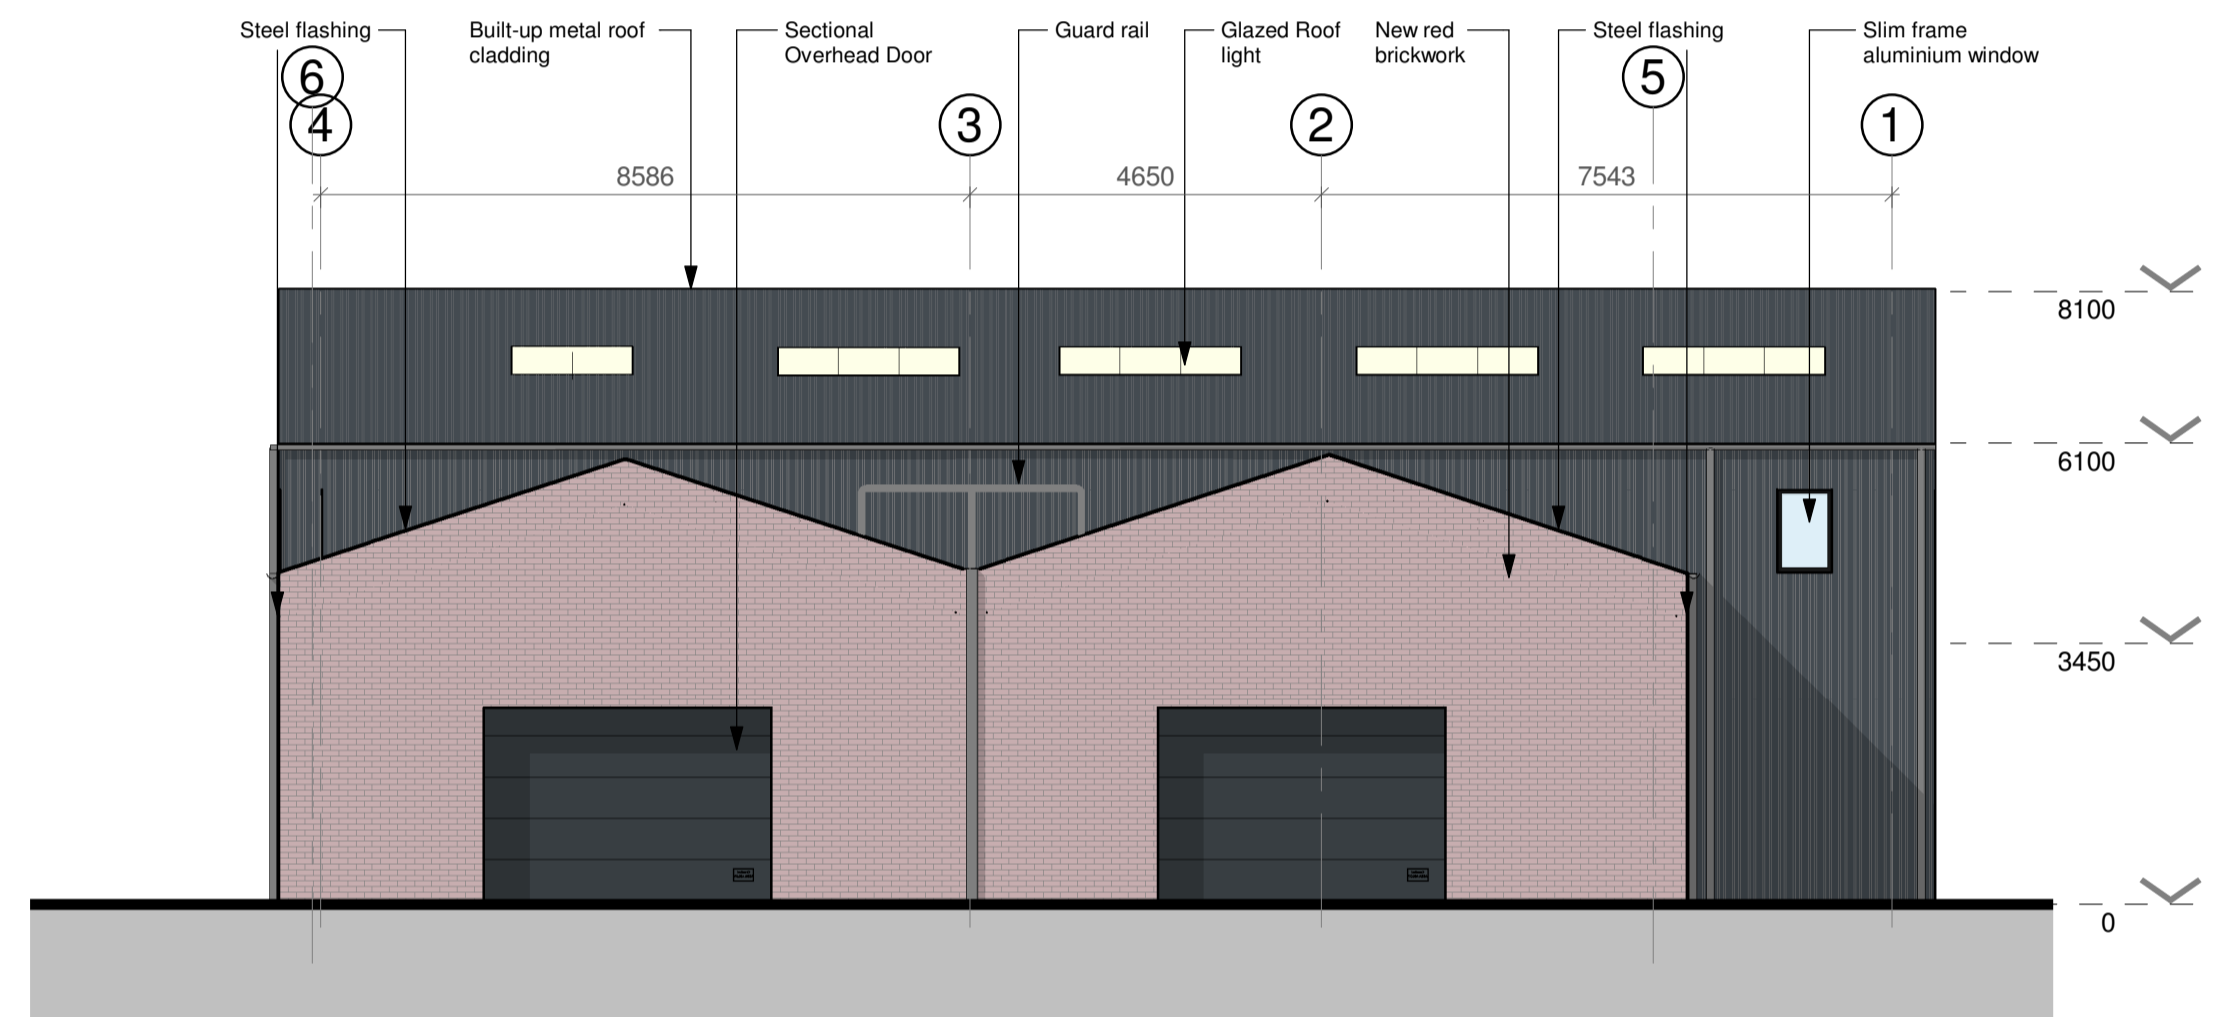 Steel flashing
Built-up metal roof
cladding
Sectional
Overhead Door
Guard rail
Glazed Roof
light
New red
brickwork
Steel flashing
Slim frame
aluminium window
6
5
4
3
2
1
8586
4650
7543
8100
6100
3450
0